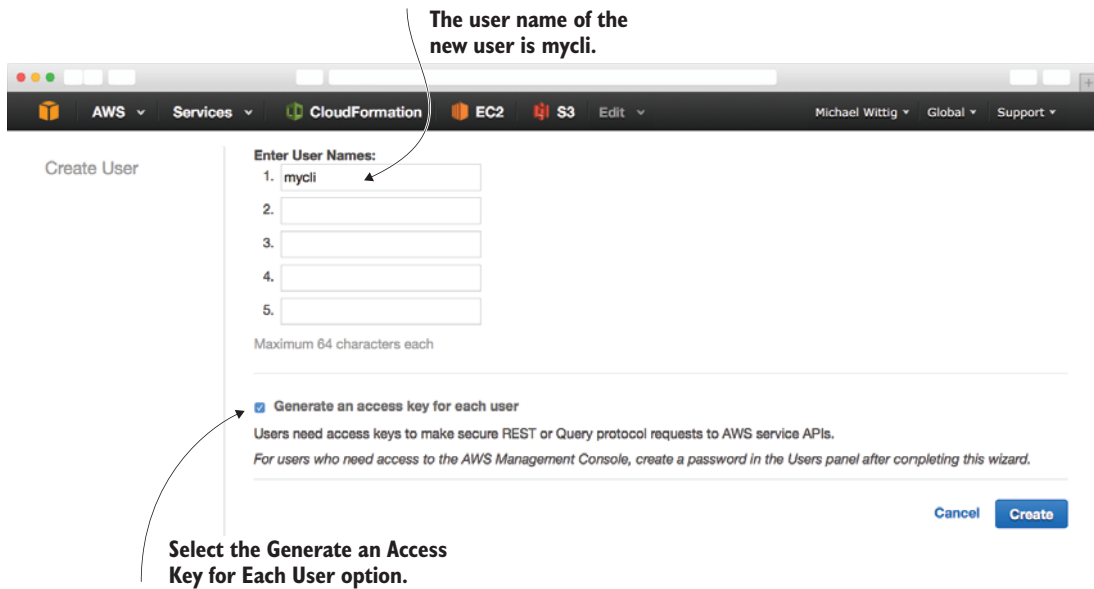 The user name of the
new user is mycli.
AWS Services CloudFormation EC2 S3 Edit Michael Wittig Global Support
Create User
Enter User Names:
1. mycli
2.
3.
4.
5.
Maximum 64 characters each
Generate an access key for each user
Users need access keys to make secure REST or Query protocol requests to AWS service APIs.
For users who need access to the AWS Management Console, create a password in the Users panel after completing this wizard.
Cancel Create
Select the Generate an Access
Key for Each User option.